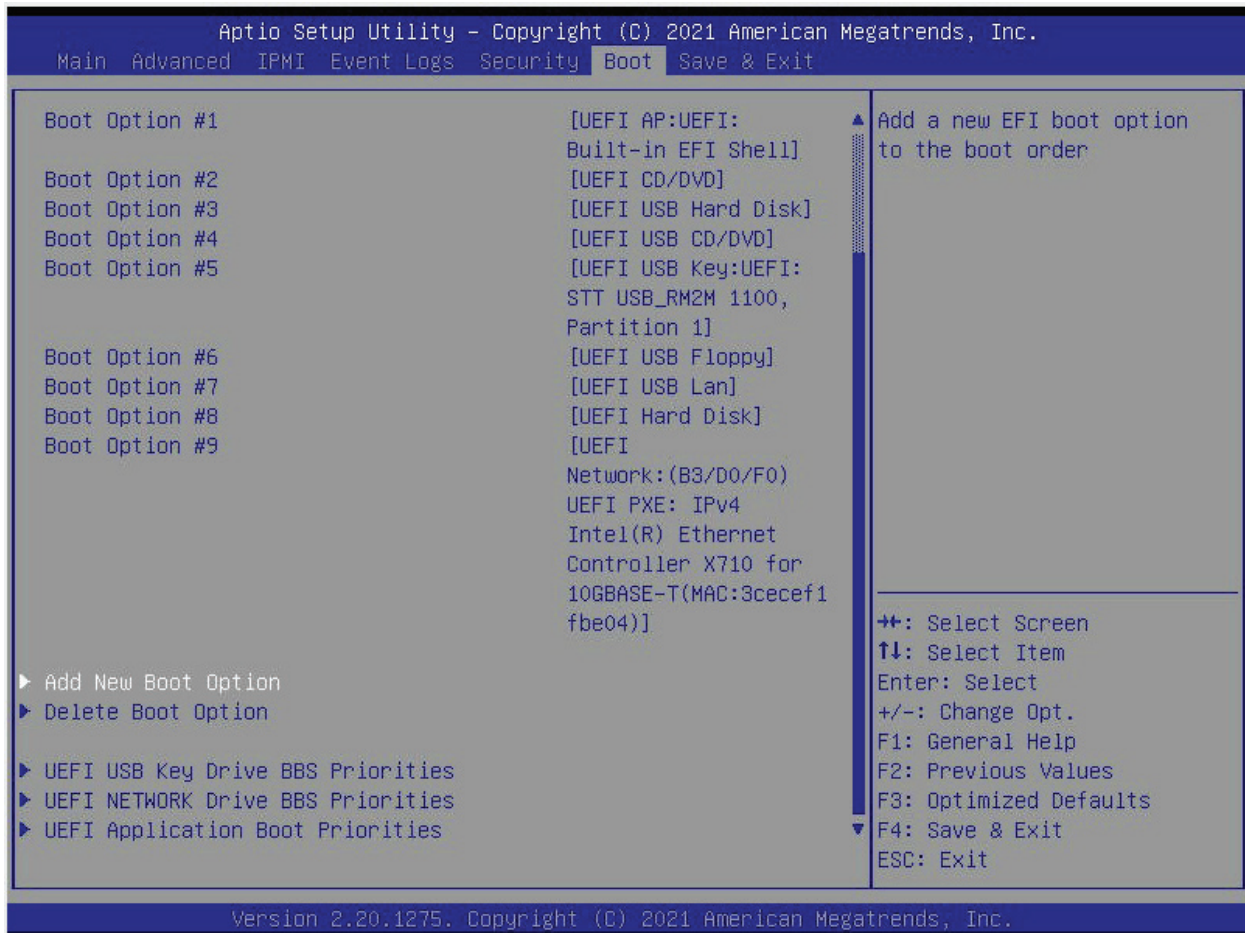 Aptio Setup Utility – Copyright (C) 2021 American Megatrends, Inc.
Main Advanced IPMI Event Logs Security Boot Save & Exit
Boot Option #1 [UEFI AP:UEFI:
Built-in EFI Shell]
Boot Option #2 [UEFI CD/DVD]
Boot Option #3 [UEFI USB Hard Disk]
Boot Option #4 [UEFI USB CD/DVD]
Boot Option #5 [UEFI USB Key:UEFI:
STT USB_RM2M 1100,
Partition 1]
Boot Option #6 [UEFI USB Floppy]
Boot Option #7 [UEFI USB Lan]
Boot Option #8 [UEFI Hard Disk]
Boot Option #9 [UEFI
Network:(B3/D0/F0)
UEFI PXE: IPv4
Intel(R) Ethernet
Controller X710 for
10GBASE-T(MAC:3cecef1
fbe04)]
Add New Boot Option
Delete Boot Option
UEFI USB Key Drive BBS Priorities
UEFI NETWORK Drive BBS Priorities
UEFI Application Boot Priorities
Add a new EFI boot option
to the boot order
→←: Select Screen
↑↓: Select Item
Enter: Select
+/-: Change Opt.
F1: General Help
F2: Previous Values
F3: Optimized Defaults
F4: Save & Exit
ESC: Exit
Version 2.20.1275. Copyright (C) 2021 American Megatrends, Inc.